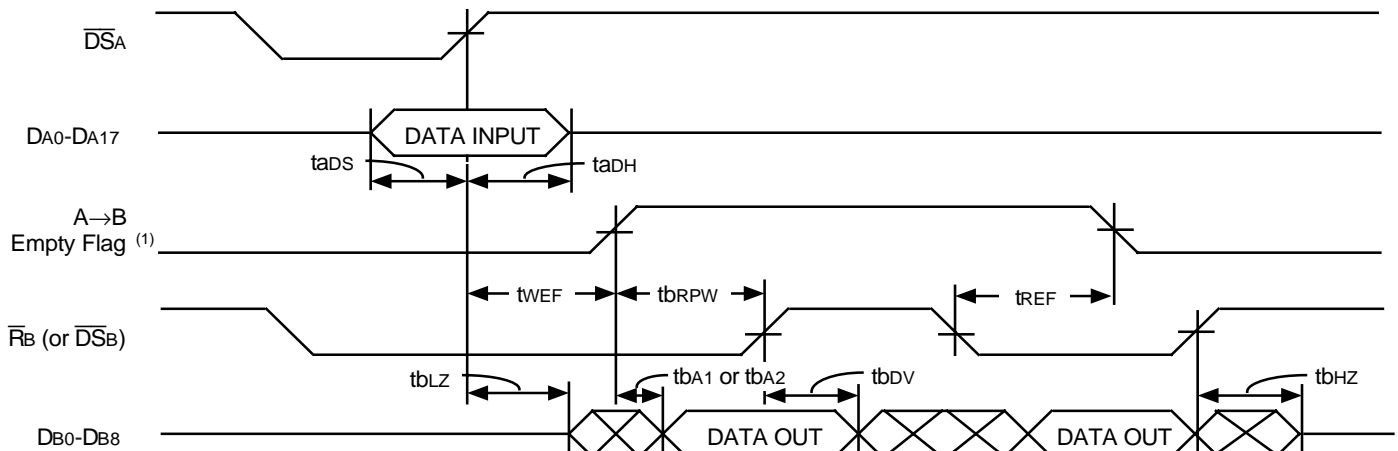 DSA
DA0-DA17
DATA INPUT
taDS
taDH
A→B
Empty Flag (1)
tWEF
tbRPW
tREF
RB (or DSB)
tbLZ
tbA1 or tbA2
tbDV
tbHZ
DB0-DB8
DATA OUT
DATA OUT